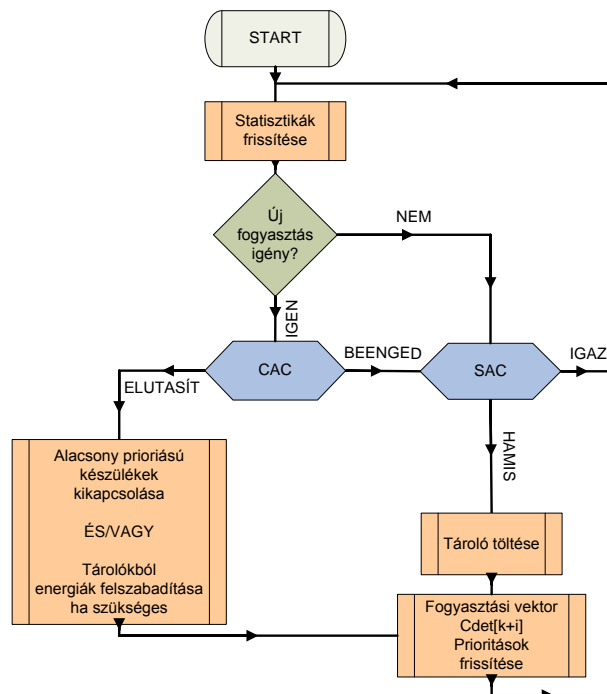 START
Statisztikák
frissítése
Új
fogyasztás
igény?
NEM
IGEN
CAC
BEENGED
SAC
IGAZ
ELUTASÍT
HAMIS
Alacsony prioriású
készülékek
kikapcsolása
ÉS/VAGY
Tárolókból
energiák felszabadítása
ha szükséges
Tároló töltése
Fogyasztási vektor
Cdet[k+i]
Prioritások
frissítése